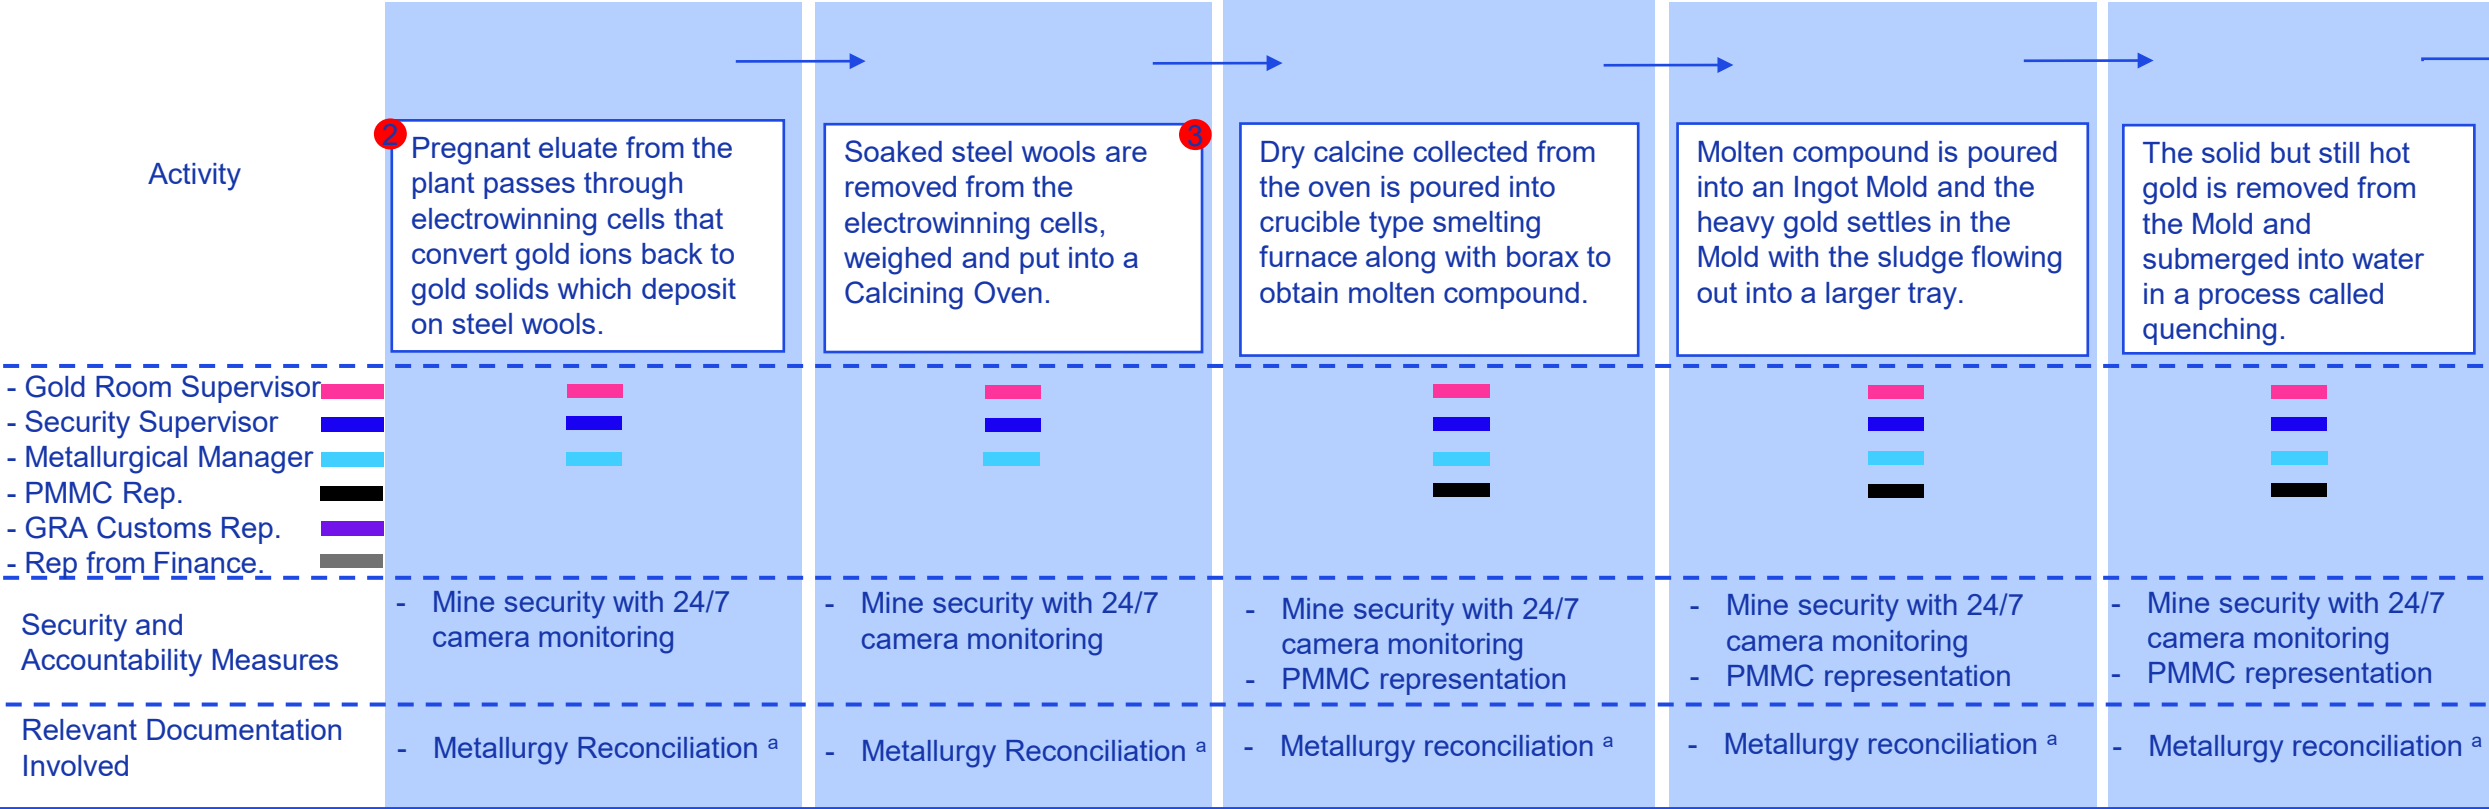 Activity
2
Pregnant eluate from the
plant passes through
electrowinning cells that
convert gold ions back to
gold solids which deposit
on steel wools.
3
Soaked steel wools are
removed from the
electrowinning cells,
weighed and put into a
Calcining Oven.
Dry calcine collected from
the oven is poured into
crucible type smelting
furnace along with borax to
obtain molten compound.
Molten compound is poured
into an Ingot Mold and the
heavy gold settles in the
Mold with the sludge flowing
out into a larger tray.
The solid but still hot
gold is removed from
the Mold and
submerged into water
in a process called
quenching.
- Gold Room Supervisor
- Security Supervisor
- Metallurgical Manager
- PMMC Rep.
- GRA Customs Rep.
- Rep from Finance.
Security and
Accountability Measures
- Mine security with 24/7
camera monitoring
- Mine security with 24/7
camera monitoring
- Mine security with 24/7
camera monitoring
- PMMC representation
- Mine security with 24/7
camera monitoring
- PMMC representation
- Mine security with 24/7
camera monitoring
- PMMC representation
Relevant Documentation
Involved
- Metallurgy Reconciliation a
- Metallurgy Reconciliation a
- Metallurgy reconciliation a
- Metallurgy reconciliation a
- Metallurgy reconciliation a